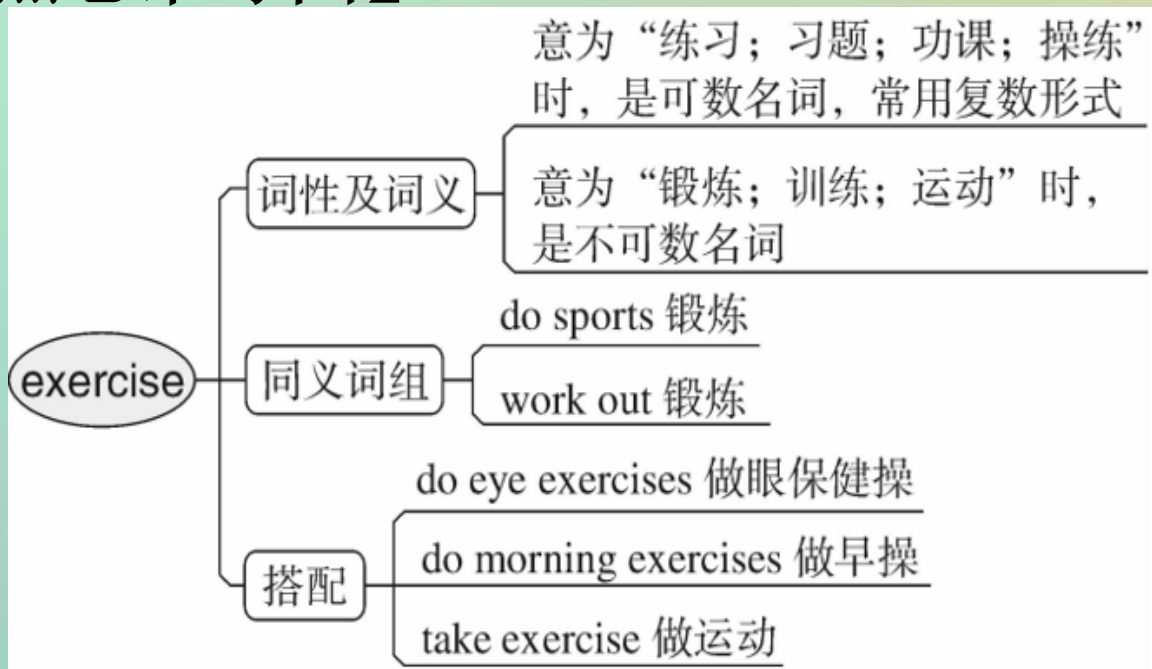 意为“练习；习题；功课；操练”
时，是可数名词，常用复数形式
词性及词义
意为“锻炼；训练；运动”时，
是不可数名词
exercise
同义词组
do sports 锻炼
work out 锻炼
搭配
do eye exercises 做眼保健操
do morning exercises 做早操
take exercise 做运动